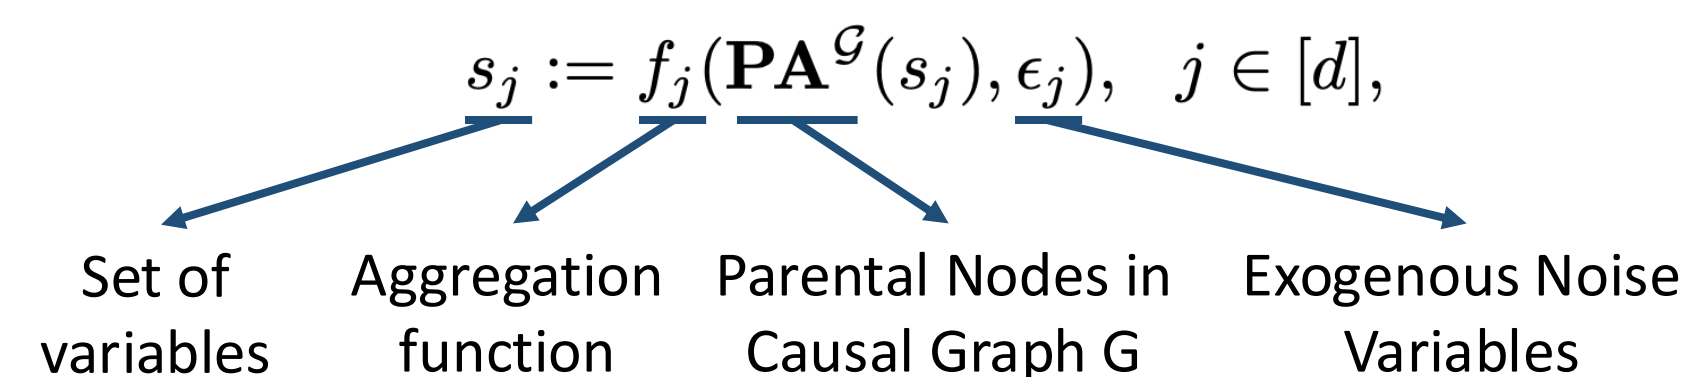 s_j := f_j(PA^𝒢(s_j), ϵ_j), j ∈ [d],
Set of variables
Aggregation function
Parental Nodes in Causal Graph G
Exogenous Noise Variables